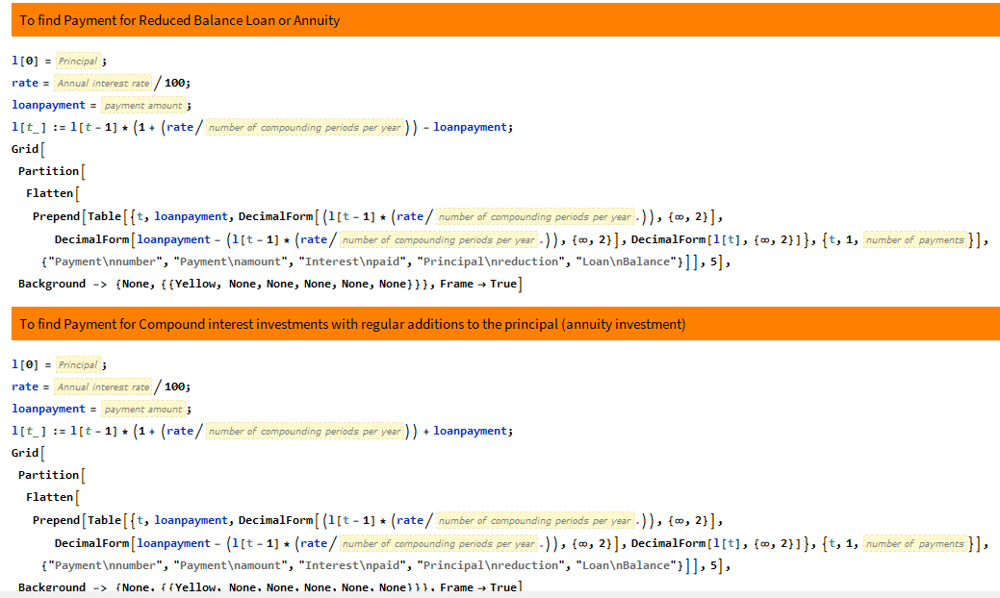 To find Payment for Reduced Balance Loan or Annuity
l[0] = Principal ;
rate = Annual interest rate / 100;
loanpayment = payment amount ;
l[t_] := l[t - 1] * (1 + (rate / number of compounding periods per year )) - loanpayment;
Grid[
Partition[
Flatten[
Prepend[Table[{t, loanpayment, DecimalForm[(l[t - 1] * (rate / number of compounding periods per year .)), {∞, 2}],
DecimalForm[loanpayment - (l[t - 1] * (rate / number of compounding periods per year .)), {∞, 2}], DecimalForm[l[t], {∞, 2}]}, {t, 1, number of payments }],
{"Payment\nnumber", "Payment\namount", "Interest\npaid", "Principal\nreduction", "Loan\nBalance"}]], 5],
Background -> {None, {{Yellow, None, None, None, None, None}}}, Frame → True]
To find Payment for Compound interest investments with regular additions to the principal (annuity investment)
l[0] = Principal ;
rate = Annual interest rate / 100;
loanpayment = payment amount ;
l[t_] := l[t - 1] * (1 + (rate / number of compounding periods per year )) + loanpayment;
Grid[
Partition[
Flatten[
Prepend[Table[{t, loanpayment, DecimalForm[(l[t - 1] * (rate / number of compounding periods per year .)), {∞, 2}],
DecimalForm[loanpayment - (l[t - 1] * (rate / number of compounding periods per year .)), {∞, 2}], DecimalForm[l[t], {∞, 2}]}, {t, 1, number of payments }],
{"Payment\nnumber", "Payment\namount", "Interest\npaid", "Principal\nreduction", "Loan\nBalance"}]], 5],
Background -> {None, {{Yellow, None, None, None, None, None}}}, Frame → True]